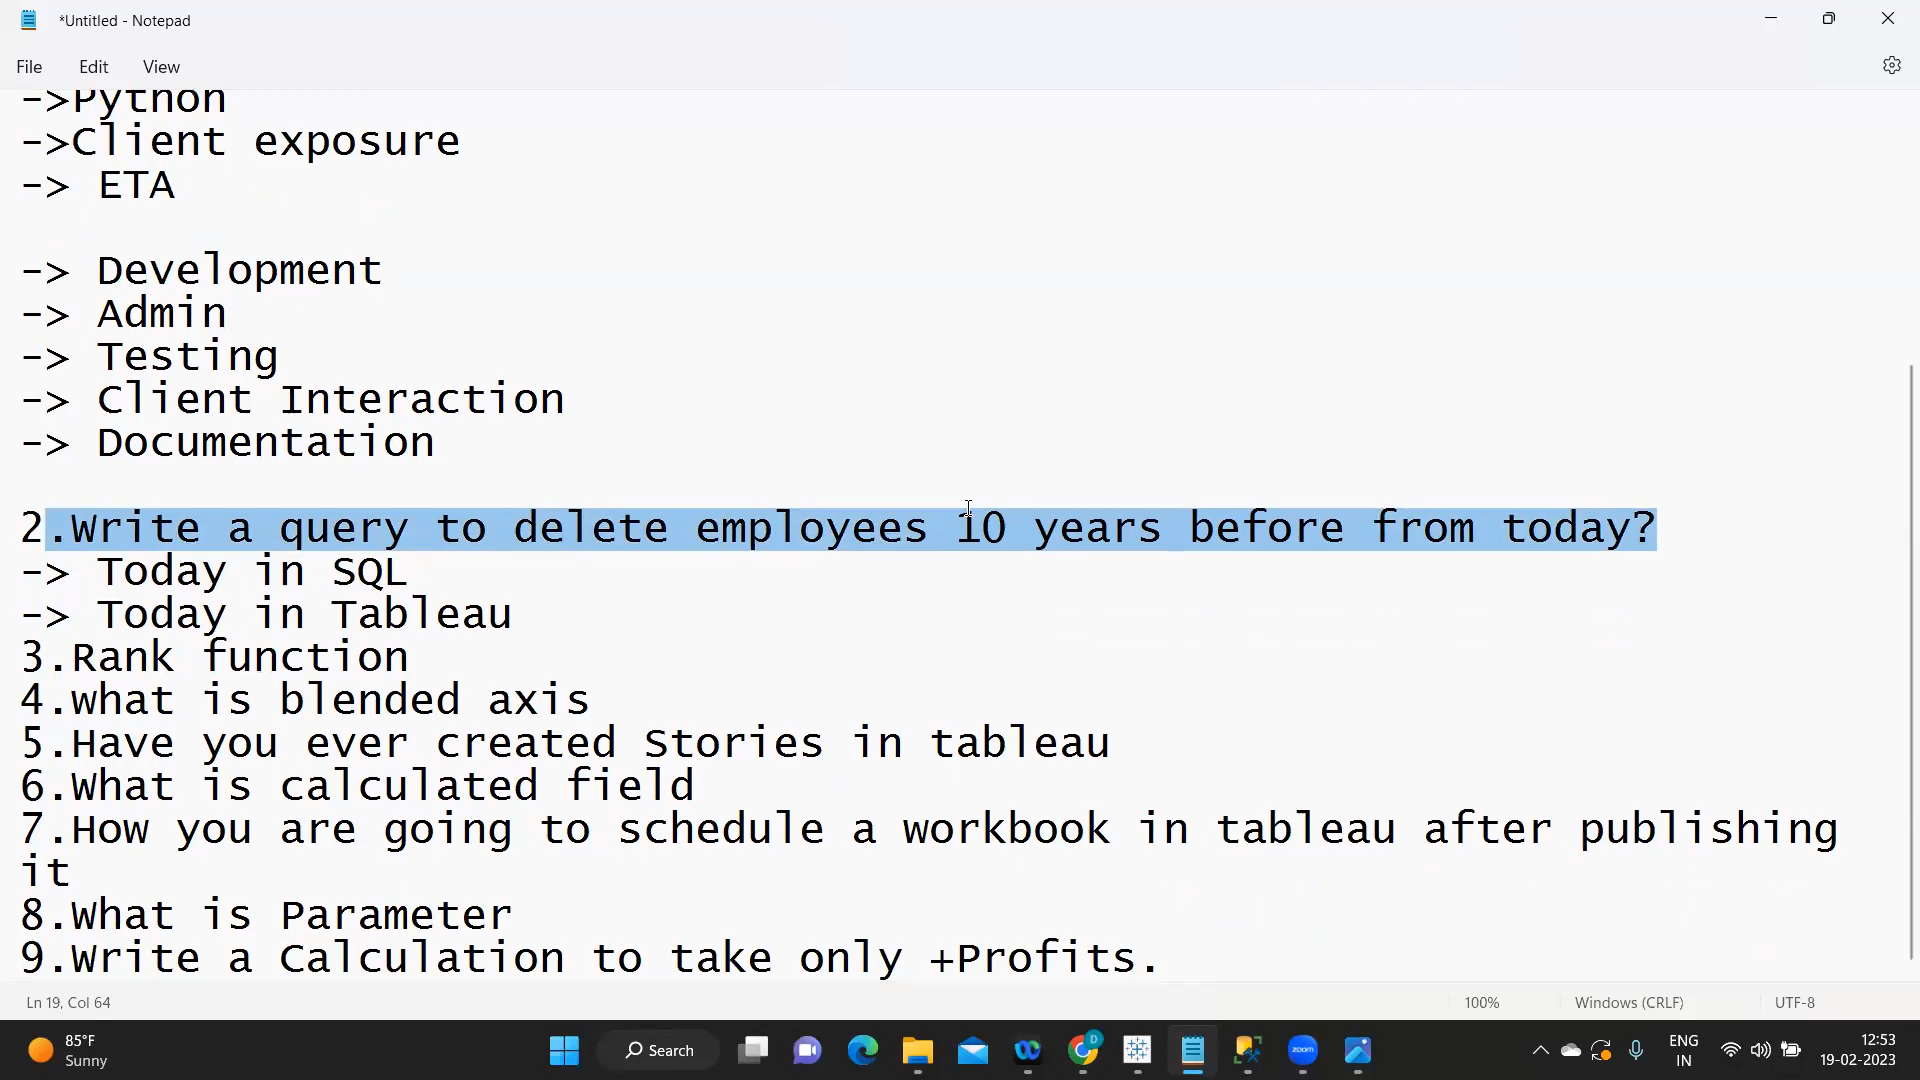 *Untitled - Notepad
File Edit View
->Python
->Client exposure
-> ETA
-> Development
-> Admin
-> Testing
-> Client Interaction
-> Documentation
2.Write a query to delete employees 10 years before from today?
-> Today in SQL
-> Today in Tableau
3.Rank function
4.what is blended axis
5.Have you ever created Stories in tableau
6.What is calculated field
7.How you are going to schedule a workbook in tableau after publishing
it
8.What is Parameter
9.Write a Calculation to take only +Profits.
Ln 19, Col 64 100% Windows (CRLF) UTF-8
85°F
Sunny
Search
zoom
D
ENG
IN
12:53
19-02-2023